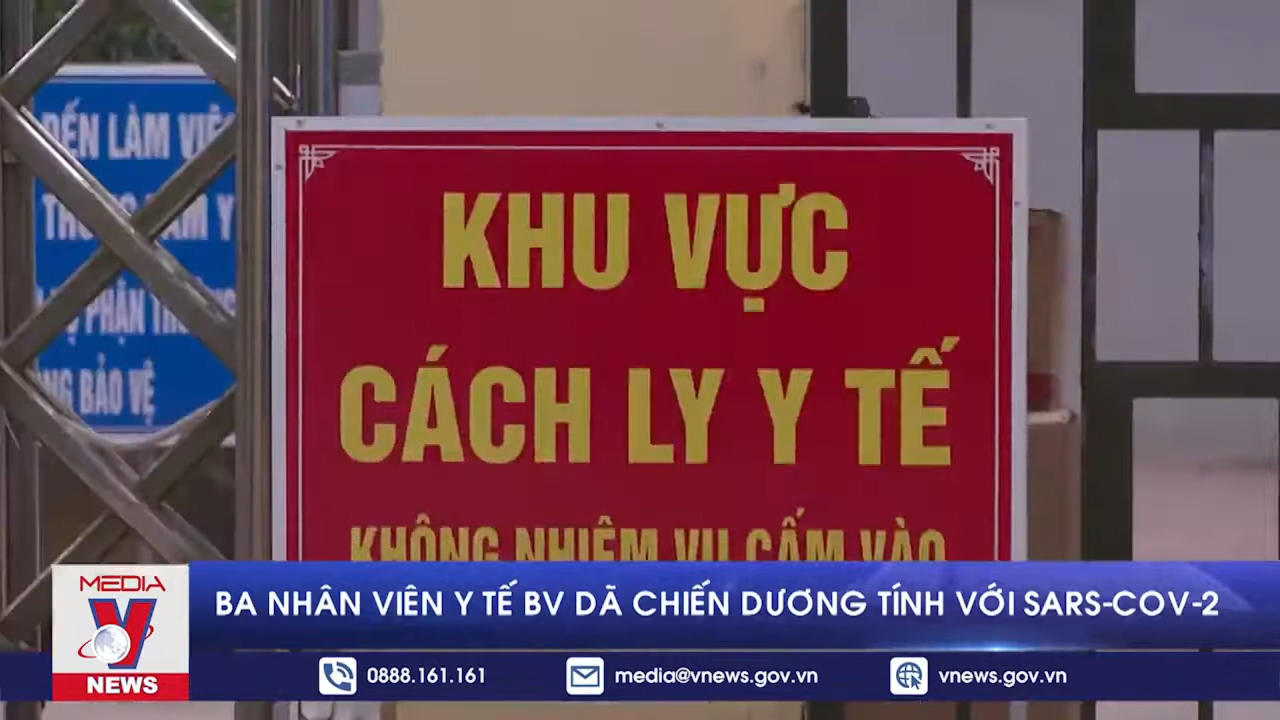 ĐẾN LÀM VIỆC
Y
PHẬN
BẢO VỆ
KHU VỰC
CÁCH LY Y TẾ
KHÔNG NHIỆM VỤ CẤM VÀO
MEDIA
V
NEWS
BA NHÂN VIÊN Y TẾ BV DÃ CHIẾN DƯƠNG TÍNH VỚI SARS-COV-2
0888.161.161
media@vnews.gov.vn
vnews.gov.vn